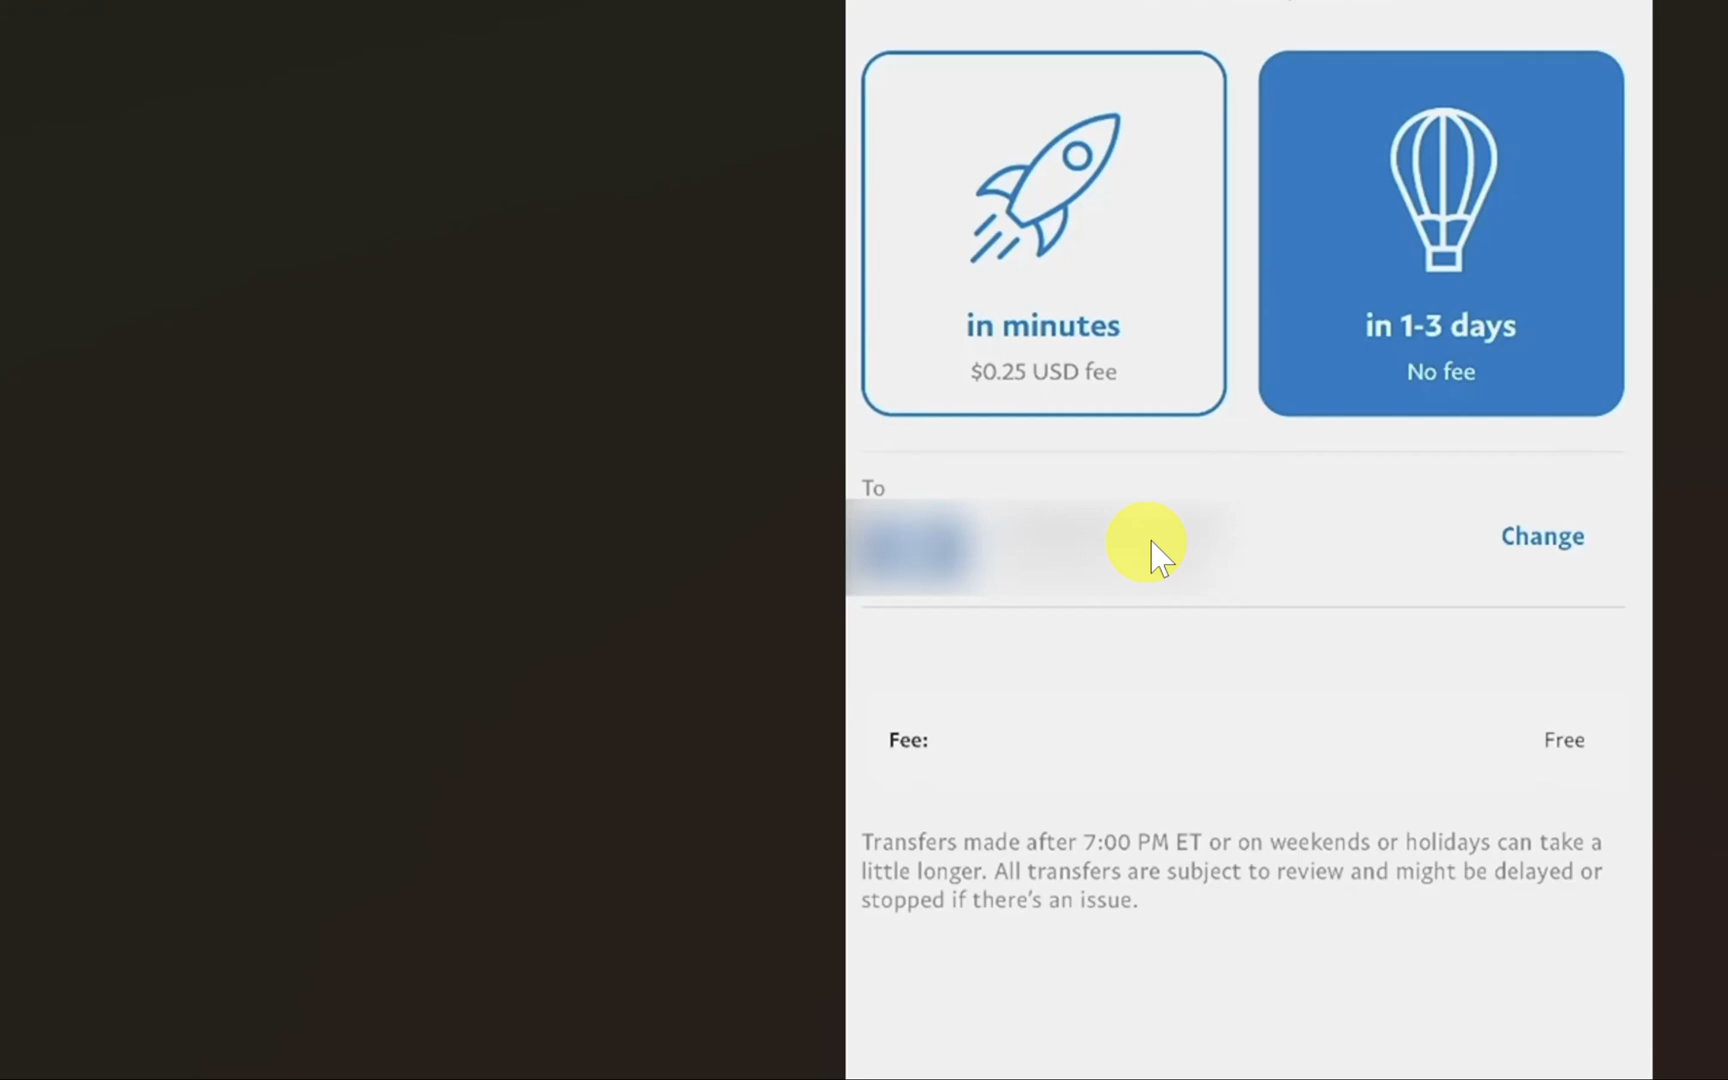 in minutes
$0.25 USD fee
in 1-3 days
No fee
To
Change
Fee:
Free
Transfers made after 7:00 PM ET or on weekends or holidays can take a
little longer. All transfers are subject to review and might be delayed or
stopped if there's an issue.